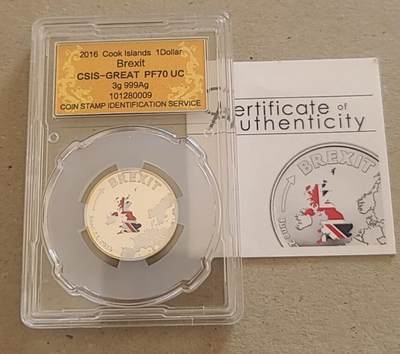 2016 Cook Islands 1Dollar
Brexit
CSIS-GREAT PF70 UC
3g 999Ag
101280009
COIN STAMP IDENTIFICATION SERVICE
BREXIT
Certificate of
Authenticity
BREXIT